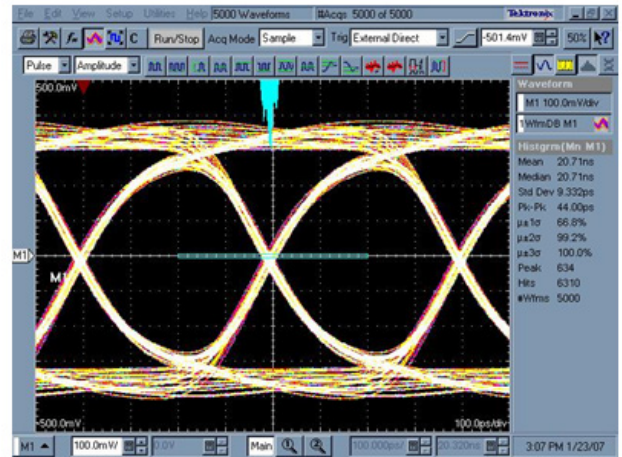 File Edit View Setup Utilities Help 5000 Waveforms #Acqs 5000 of 5000 Tektronix
C Run/Stop Acq Mode Sample Trig External Direct -501.4mV 50%
Pulse Amplitude
500.0mV
Waveform
M1 100.0mV/div
1 WfmDB M1
Histgrm(Mn M1)
Mean 20.71ns
Median 20.71ns
Std Dev 9.332ps
Pk-Pk 44.00ps
µ±1σ 66.8%
µ±2σ 99.2%
µ±3σ 100.0%
Peak 634
Hits 6310
#Wfms 5000
M1
M1
-500.0mV 100.0ps/div
M1 100.0mV/ 0.0V Main 100.000ps/ 20.320ns 3:07 PM 1/23/07